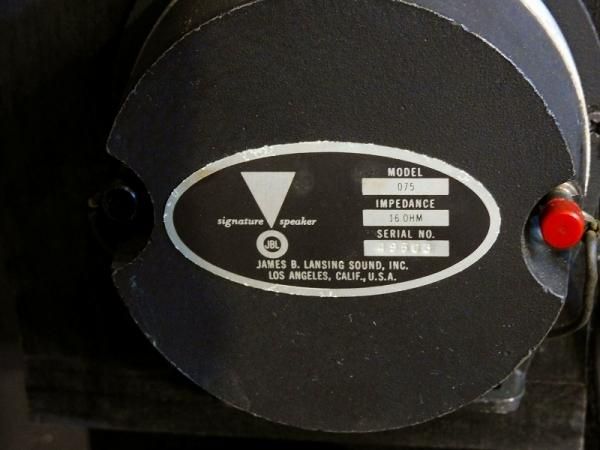 MODEL
075
IMPEDANCE
16 OHM
SERIAL NO.
signature speaker
JBL
JAMES B. LANSING SOUND, INC.
LOS ANGELES, CALIF., U.S.A.